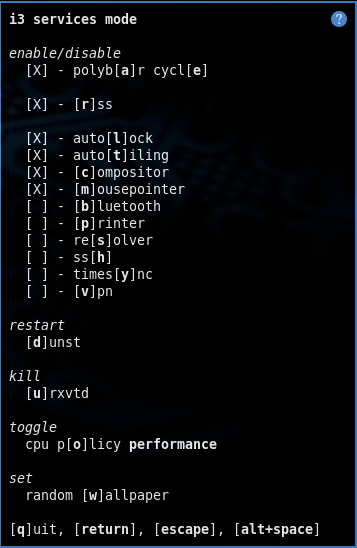 i3 services mode
?
enable/disable
[X] - polyb[a]r cycl[e]
[X] - [r]ss
[X] - auto[l]ock
[X] - auto[t]iling
[X] - [c]ompositor
[X] - [m]ousepointer
[ ] - [b]luetooth
[ ] - [p]rinter
[ ] - re[s]olver
[ ] - ss[h]
[ ] - times[y]nc
[ ] - [v]pn
restart
[d]unst
kill
[u]rxvtd
toggle
cpu p[o]licy performance
set
random [w]allpaper
[q]uit, [return], [escape], [alt+space]